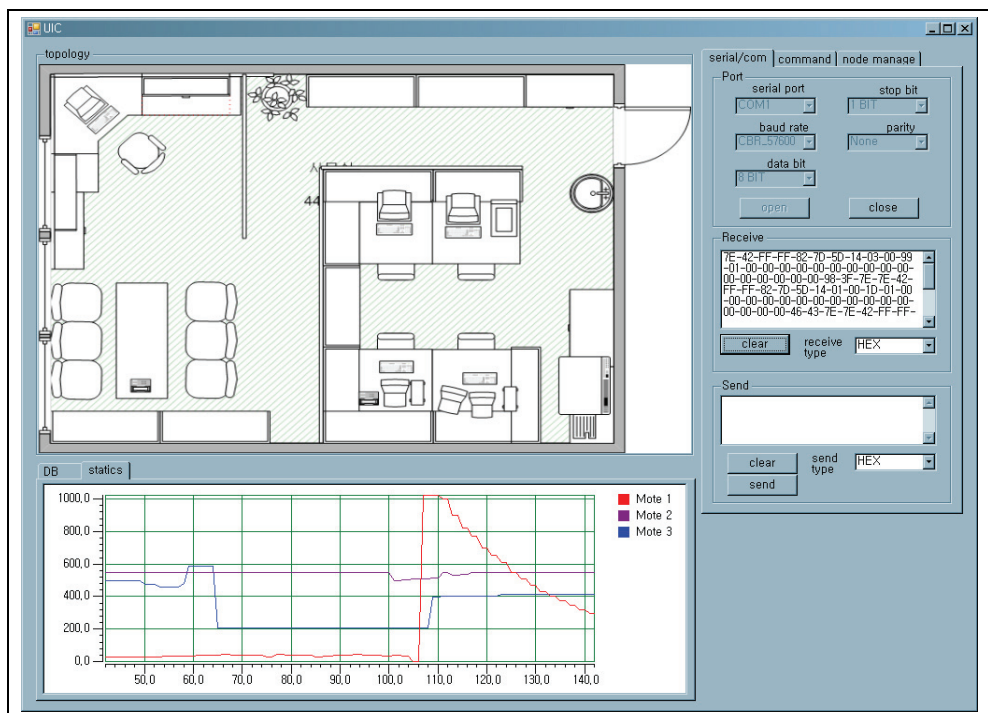 UIC
topology
44
serial/com command node manage
Port
serial port stop bit
COM1 1 BIT
baud rate parity
CBR_57600 None
data bit
8 BIT
open close
Receive
7E-42-FF-FF-82-7D-5D-14-03-00-99
-01-00-00-00-00-00-00-00-00-00-00-
00-00-00-00-00-00-98-3F-7E-7E-42-
FF-FF-82-7D-5D-14-01-00-1D-01-00
-00-00-00-00-00-00-00-00-00-00-00-
00-00-00-00-46-43-7E-7E-42-FF-FF-
clear receive type HEX
Send
clear send type HEX
send
DB statics
1000,0
800,0
600,0
400,0
200,0
0,0
50,0 60,0 70,0 80,0 90,0 100,0 110,0 120,0 130,0 140,0
Mote 1
Mote 2
Mote 3